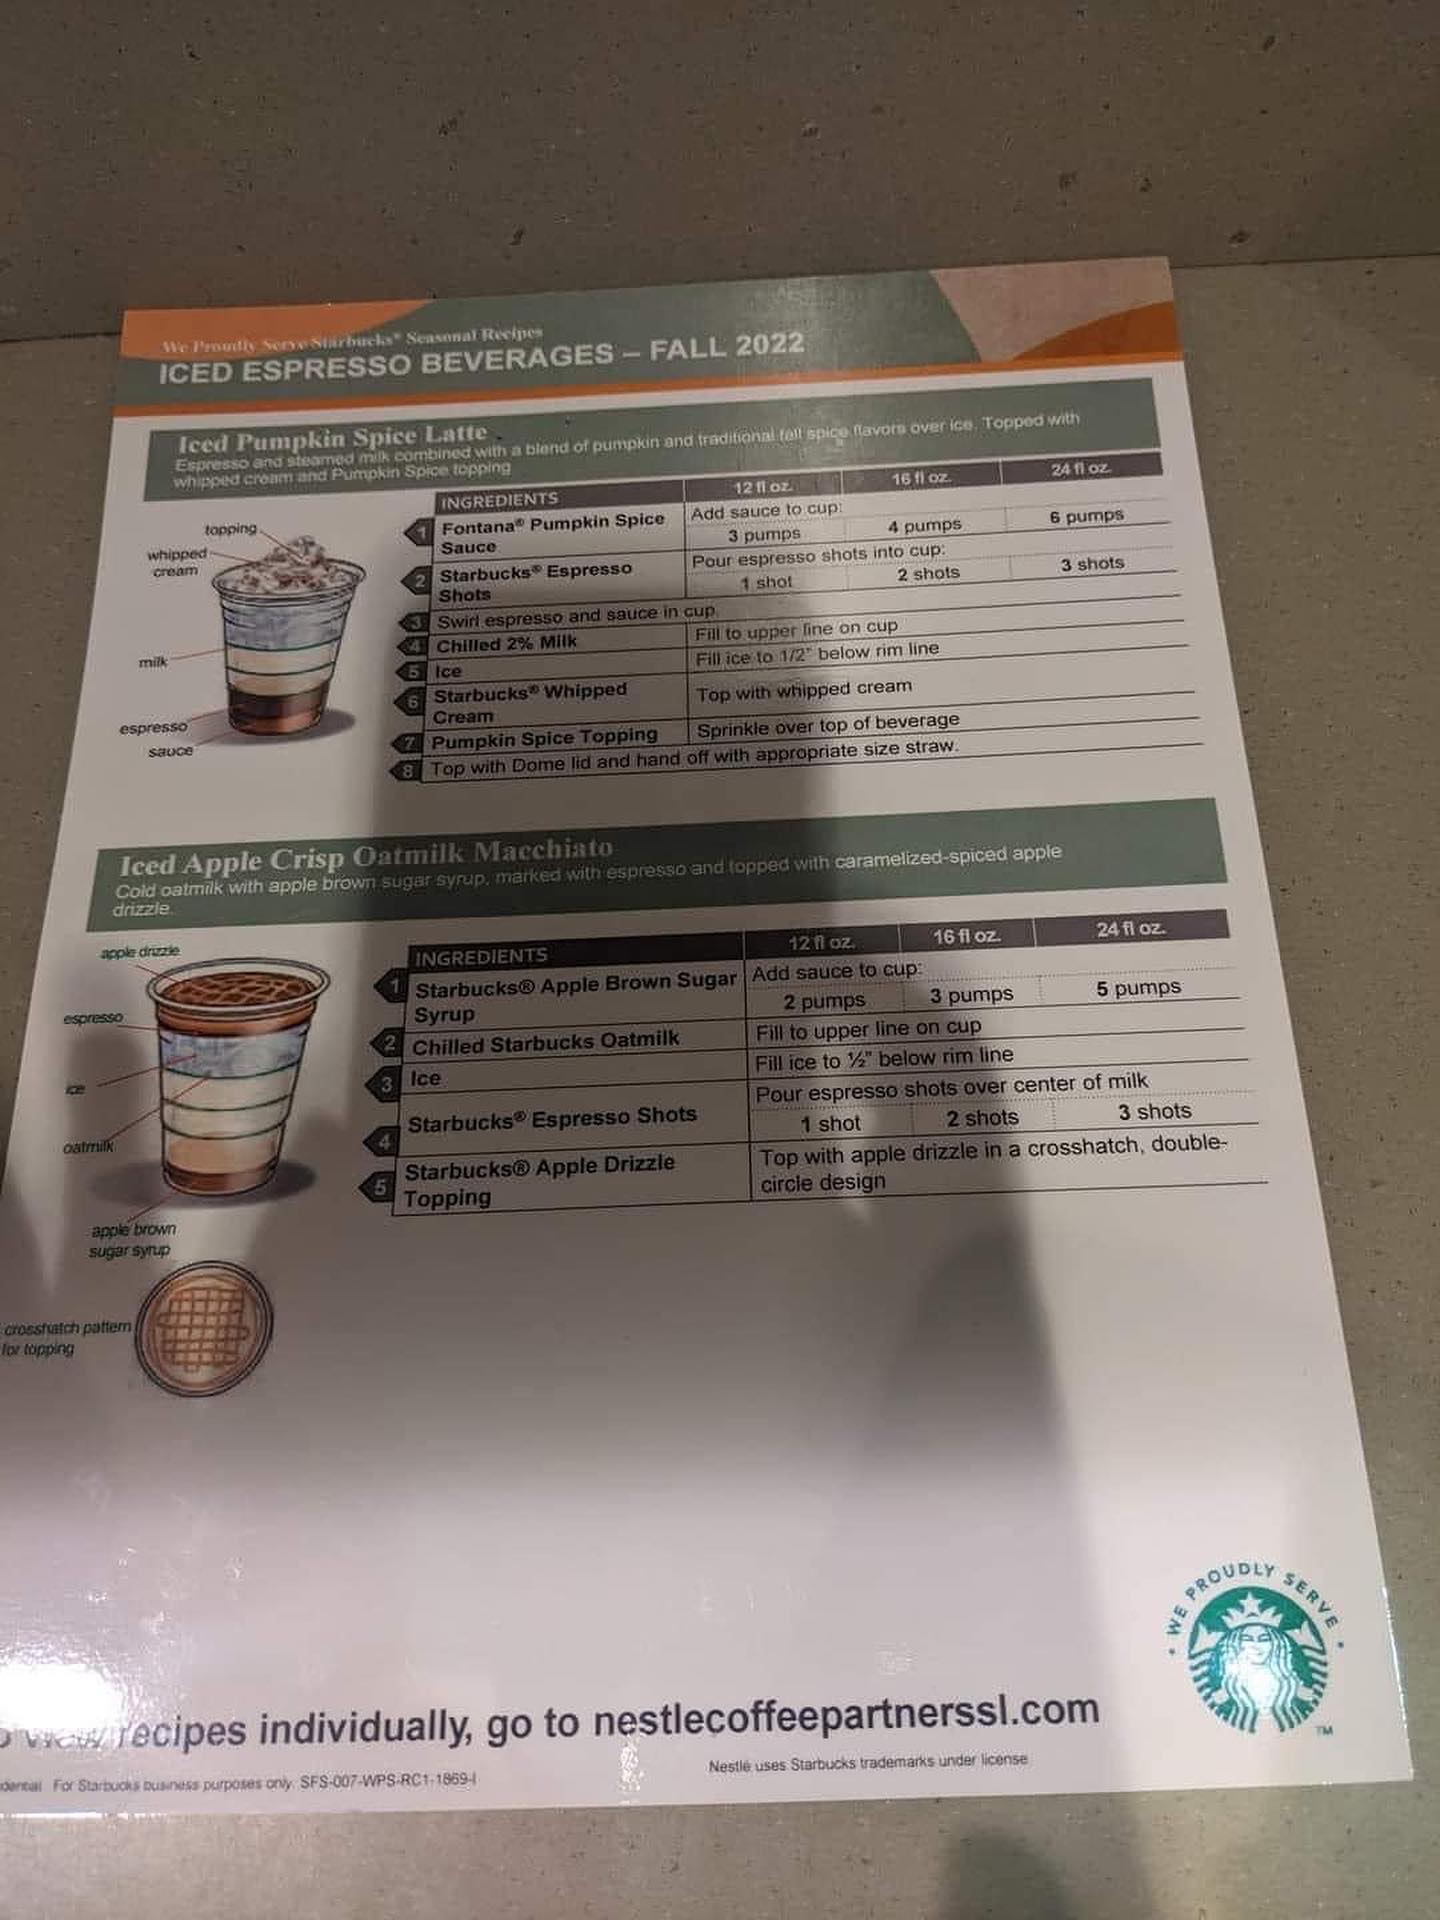 We Proudly Serve Starbucks® Seasonal Recipes
ICED ESPRESSO BEVERAGES – FALL 2022
Iced Pumpkin Spice Latte
Espresso and steamed milk combined with a blend of pumpkin and traditional fall spice flavors over ice. Topped with
whipped cream and Pumpkin Spice topping
topping
whipped
cream
milk
espresso
sauce
INGREDIENTS 12 fl oz. 16 fl oz. 24 fl oz.
1 Fontana® Pumpkin Spice Sauce
Add sauce to cup:
3 pumps 4 pumps 6 pumps
2 Starbucks® Espresso Shots
Pour espresso shots into cup:
1 shot 2 shots 3 shots
3 Swirl espresso and sauce in cup.
4 Chilled 2% Milk Fill to upper line on cup
5 Ice Fill ice to 1/2" below rim line
6 Starbucks® Whipped Cream Top with whipped cream
7 Pumpkin Spice Topping Sprinkle over top of beverage
8 Top with Dome lid and hand off with appropriate size straw.
Iced Apple Crisp Oatmilk Macchiato
Cold oatmilk with apple brown sugar syrup, marked with espresso and topped with caramelized-spiced apple
drizzle.
apple drizzle
espresso
ice
oatmilk
apple brown
sugar syrup
crosshatch pattern
for topping
INGREDIENTS 12 fl oz. 16 fl oz. 24 fl oz.
1 Starbucks® Apple Brown Sugar Syrup
Add sauce to cup:
2 pumps 3 pumps 5 pumps
2 Chilled Starbucks Oatmilk Fill to upper line on cup
3 Ice Fill ice to ½" below rim line
4 Starbucks® Espresso Shots
Pour espresso shots over center of milk
1 shot 2 shots 3 shots
5 Starbucks® Apple Drizzle Topping
Top with apple drizzle in a crosshatch, double-
circle design
WE PROUDLY SERVE
TM
view recipes individually, go to nestlecoffeepartnerssl.com
Nestlé uses Starbucks trademarks under license
dential For Starbucks business purposes only. SFS-007-WPS-RC1-1869-I